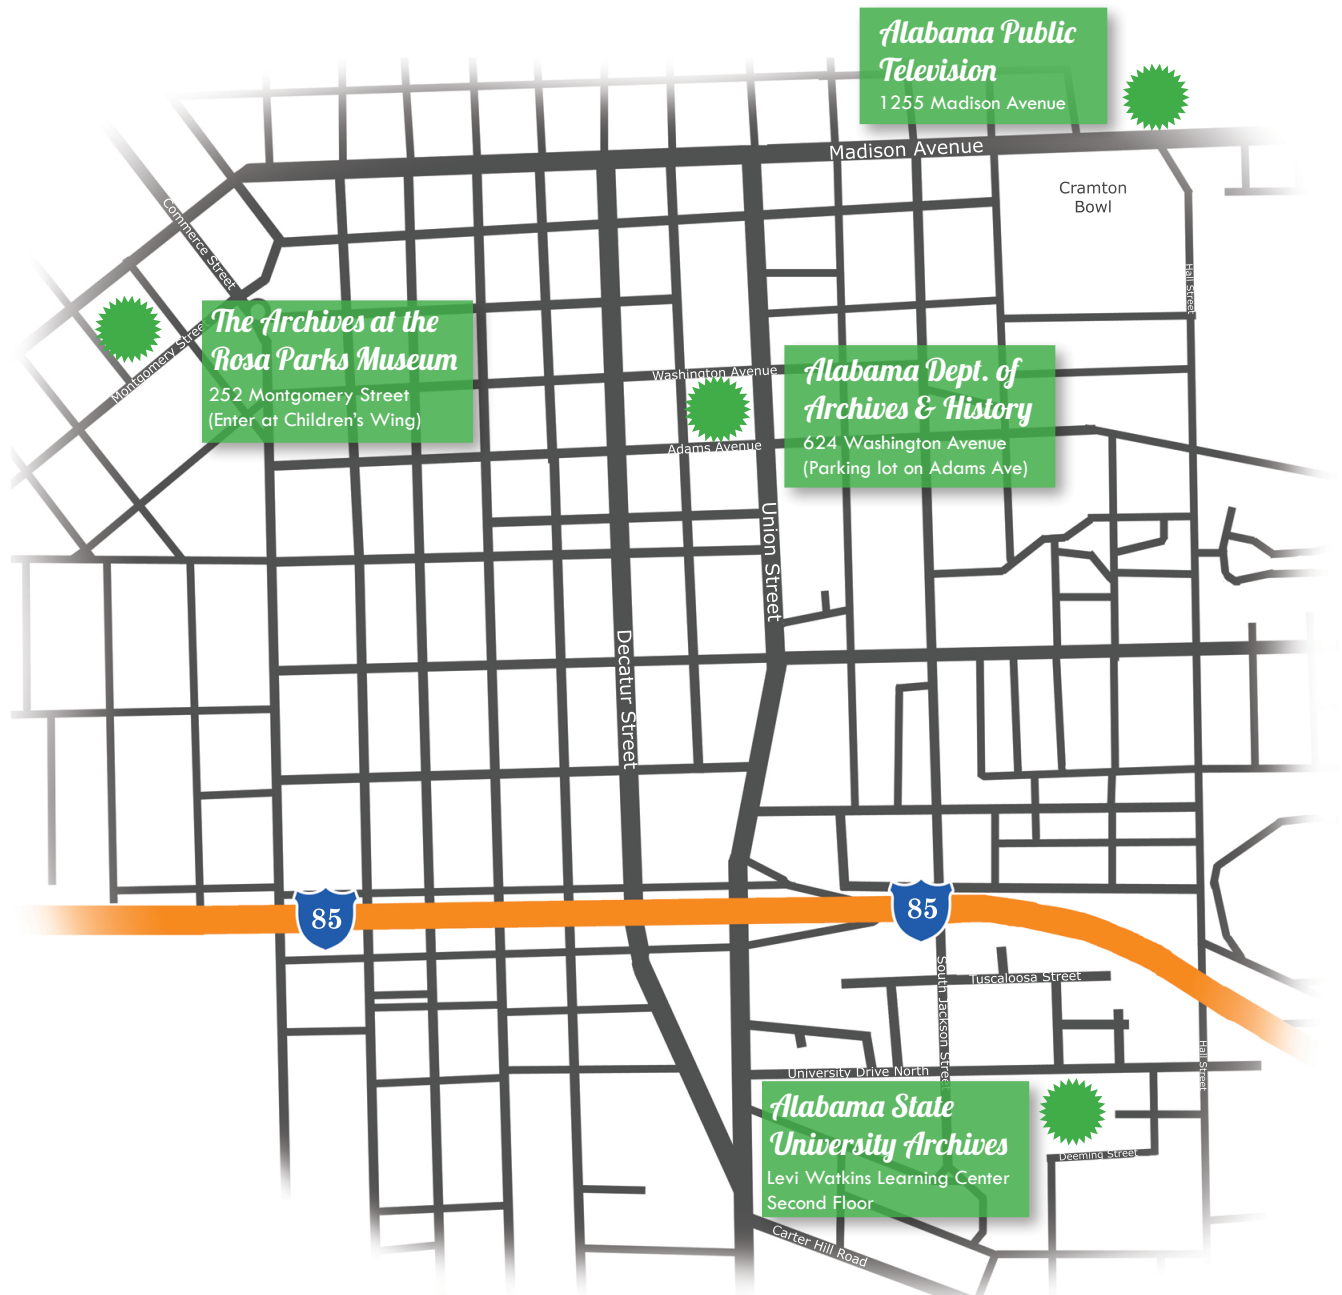 Alabama Public
Television
1255 Madison Avenue
Madison Avenue
Cramton
Bowl
Commerce Street
Hall Street
Montgomery Street
The Archives at the
Rosa Parks Museum
252 Montgomery Street
(Enter at Children's Wing)
Washington Avenue
Adams Avenue
Alabama Dept. of
Archives & History
624 Washington Avenue
(Parking lot on Adams Ave)
Union Street
Decatur Street
85
85
South Jackson Street
Tuscaloosa Street
Hall Street
University Drive North
Alabama State
University Archives
Levi Watkins Learning Center
Second Floor
Deeming Street
Carter Hill Road